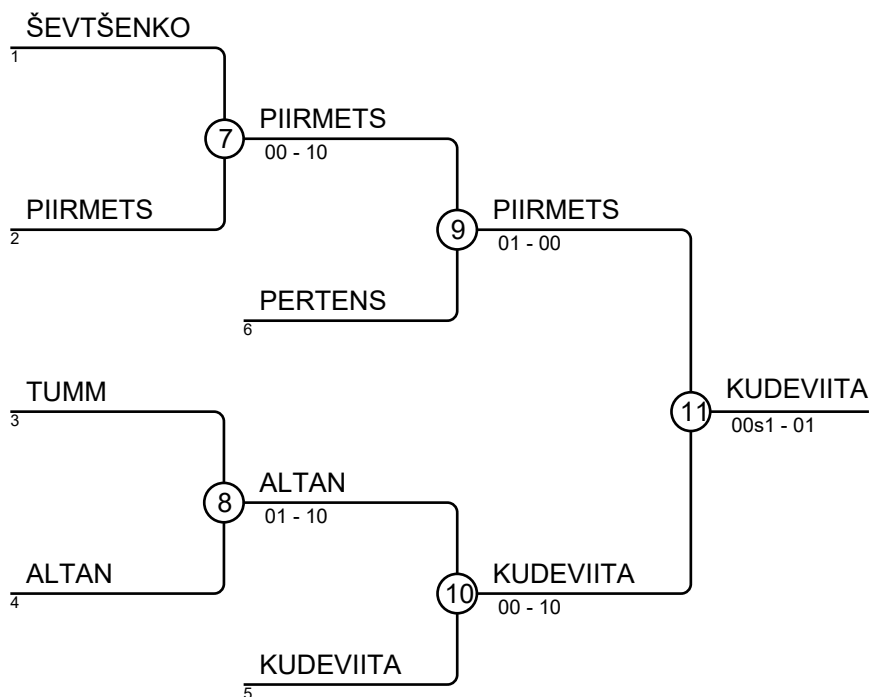 ŠEVTŠENKO
1
7
PIIRMETS
00 - 10
PIIRMETS
2
9
PIIRMETS
01 - 00
PERTENS
6
TUMM
3
11
KUDEVIITA
00s1 - 01
8
ALTAN
01 - 10
ALTAN
4
10
KUDEVIITA
00 - 10
KUDEVIITA
5